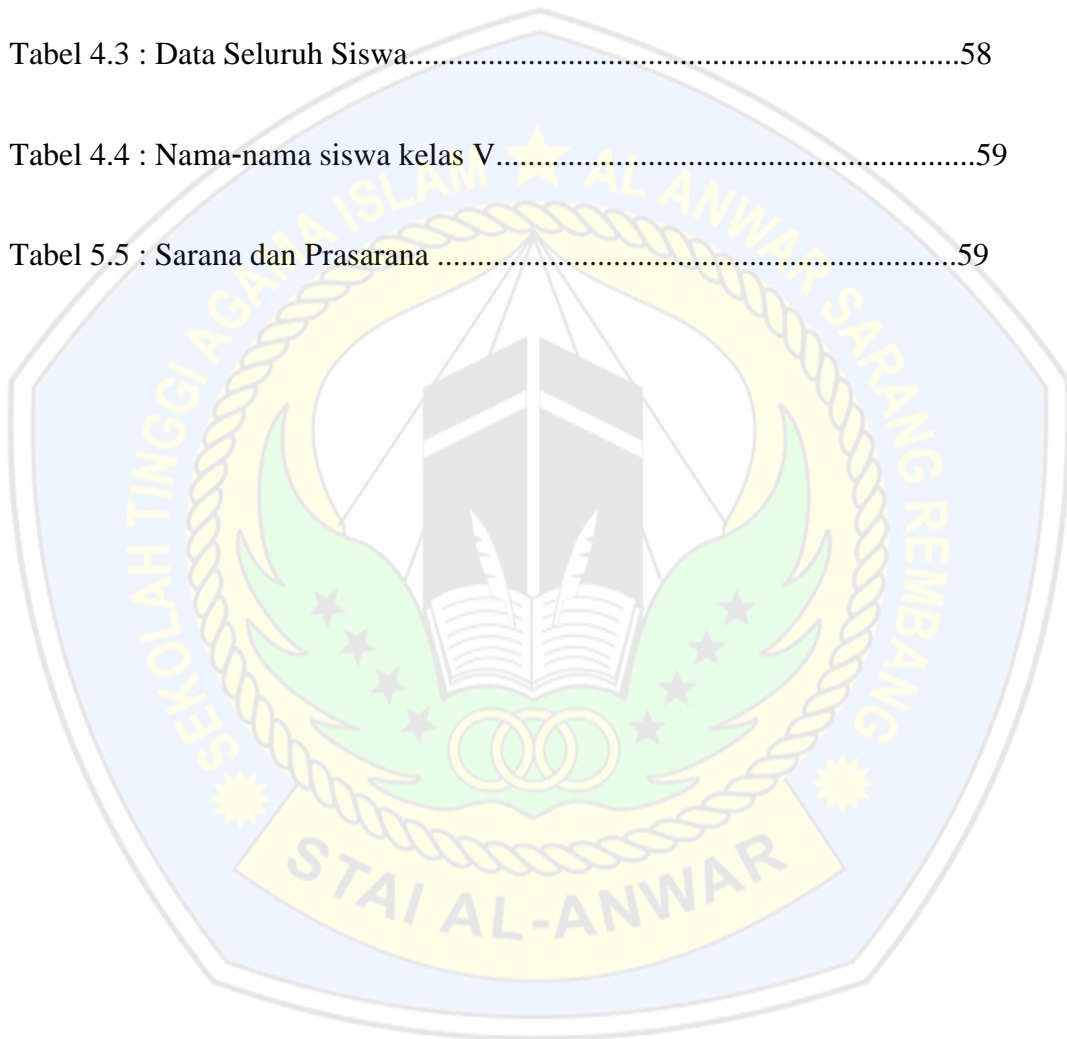 Tabel 4.3 : Data Seluruh Siswa....................................................................58
Tabel 4.4 : Nama-nama siswa kelas V...........................................................59
Tabel 5.5 : Sarana dan Prasarana ................................................................59
SEKOLAH TINGGI AGAMA ISLAM ★ AL ANWAR SARANG REMBANG
STAI AL-ANWAR